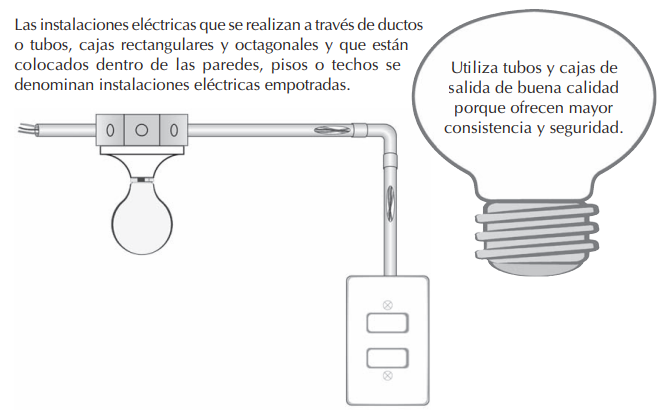 Las instalaciones eléctricas que se realizan a través de ductos
o tubos, cajas rectangulares y octagonales y que están
colocados dentro de las paredes, pisos o techos se
denominan instalaciones eléctricas empotradas.
Utiliza tubos y cajas de
salida de buena calidad
porque ofrecen mayor
consistencia y seguridad.